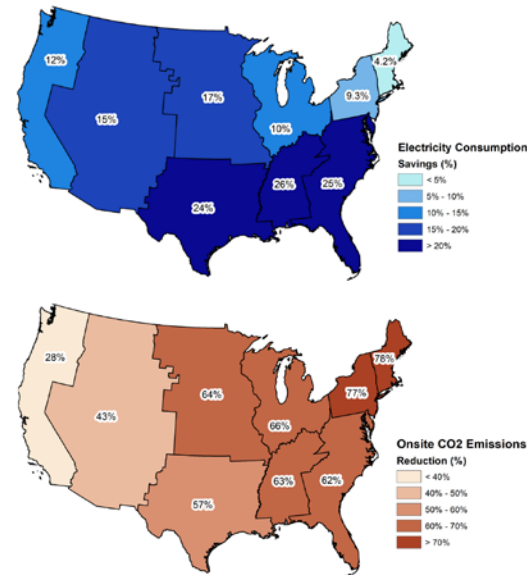 4.2%
12%
9.3%
17%
15%
10%
26%
25%
24%
Electricity Consumption
Savings (%)
< 5%
5% - 10%
10% - 15%
15% - 20%
> 20%
78%
28%
77%
64%
43%
66%
63%
62%
57%
Onsite CO2 Emissions
Reduction (%)
< 40%
40% - 50%
50% - 60%
60% - 70%
> 70%